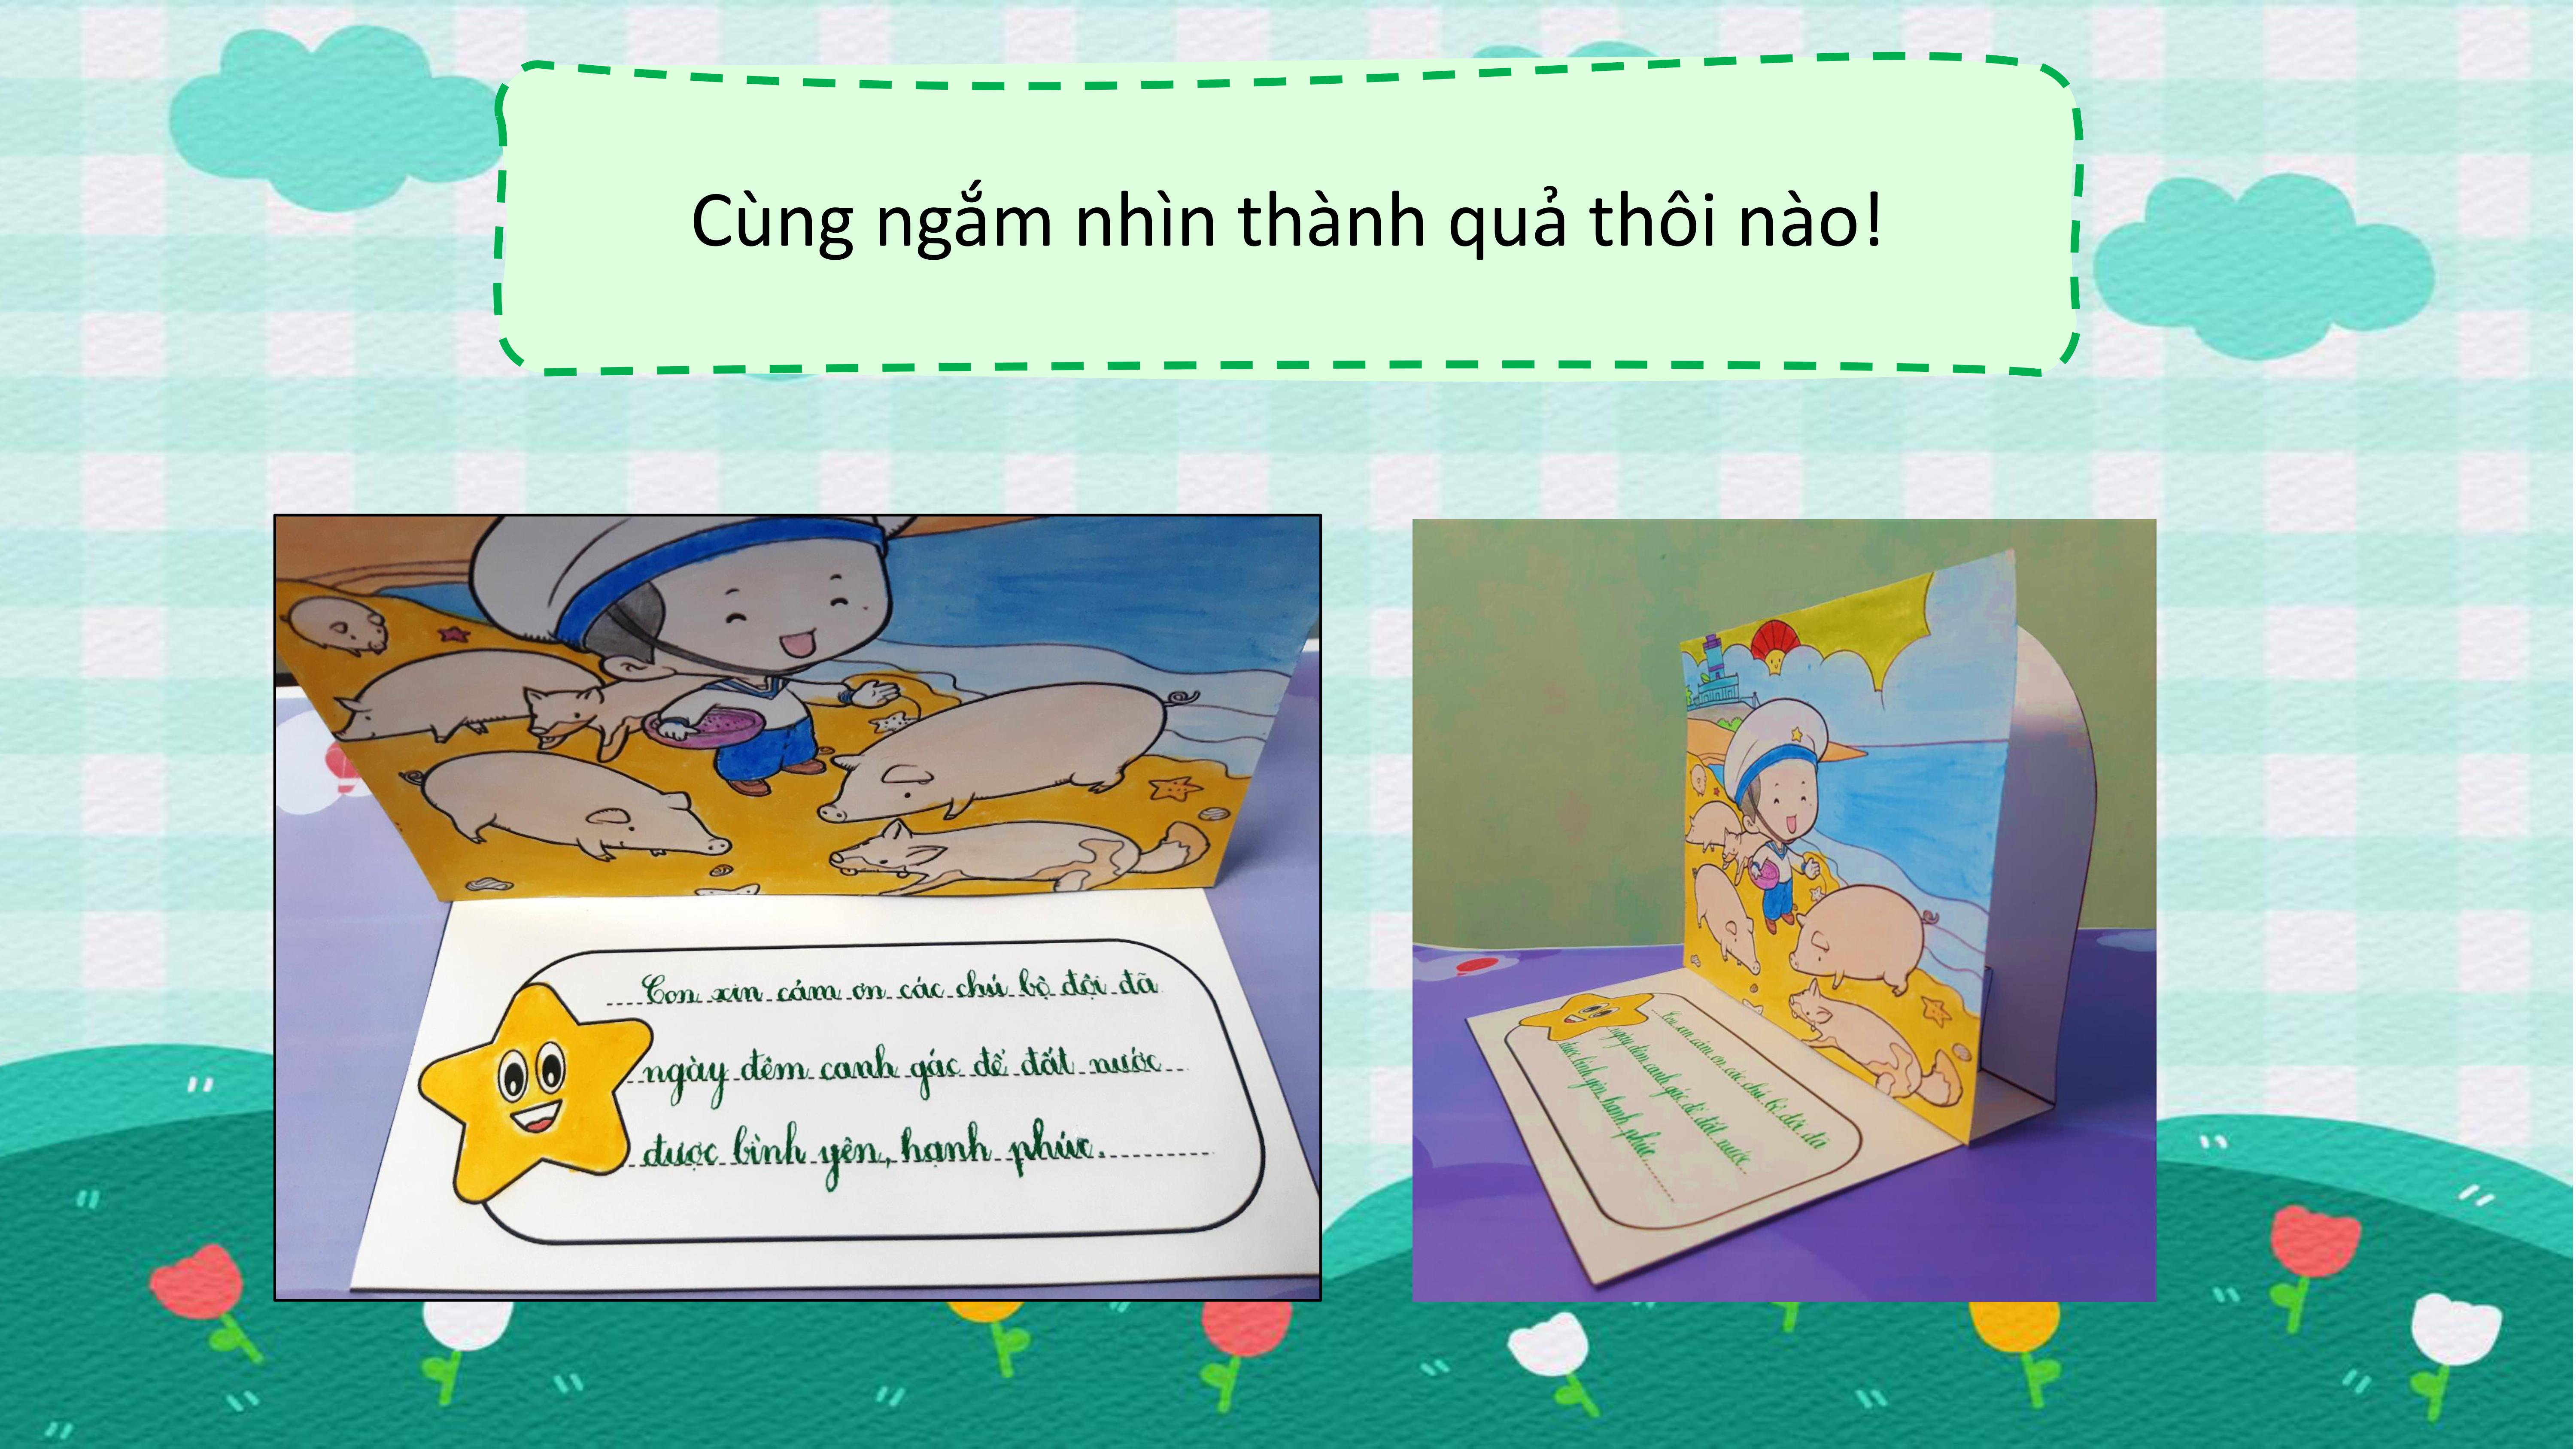 Cùng ngắm nhìn thành quả thôi nào!
Con xin cảm ơn các chú bộ đội đã
ngày đêm canh gác để đất nước
được bình yên, hạnh phúc.
Con xin cảm ơn các chú bộ đội đã
ngày đêm canh gác để đất nước
được bình yên, hạnh phúc.